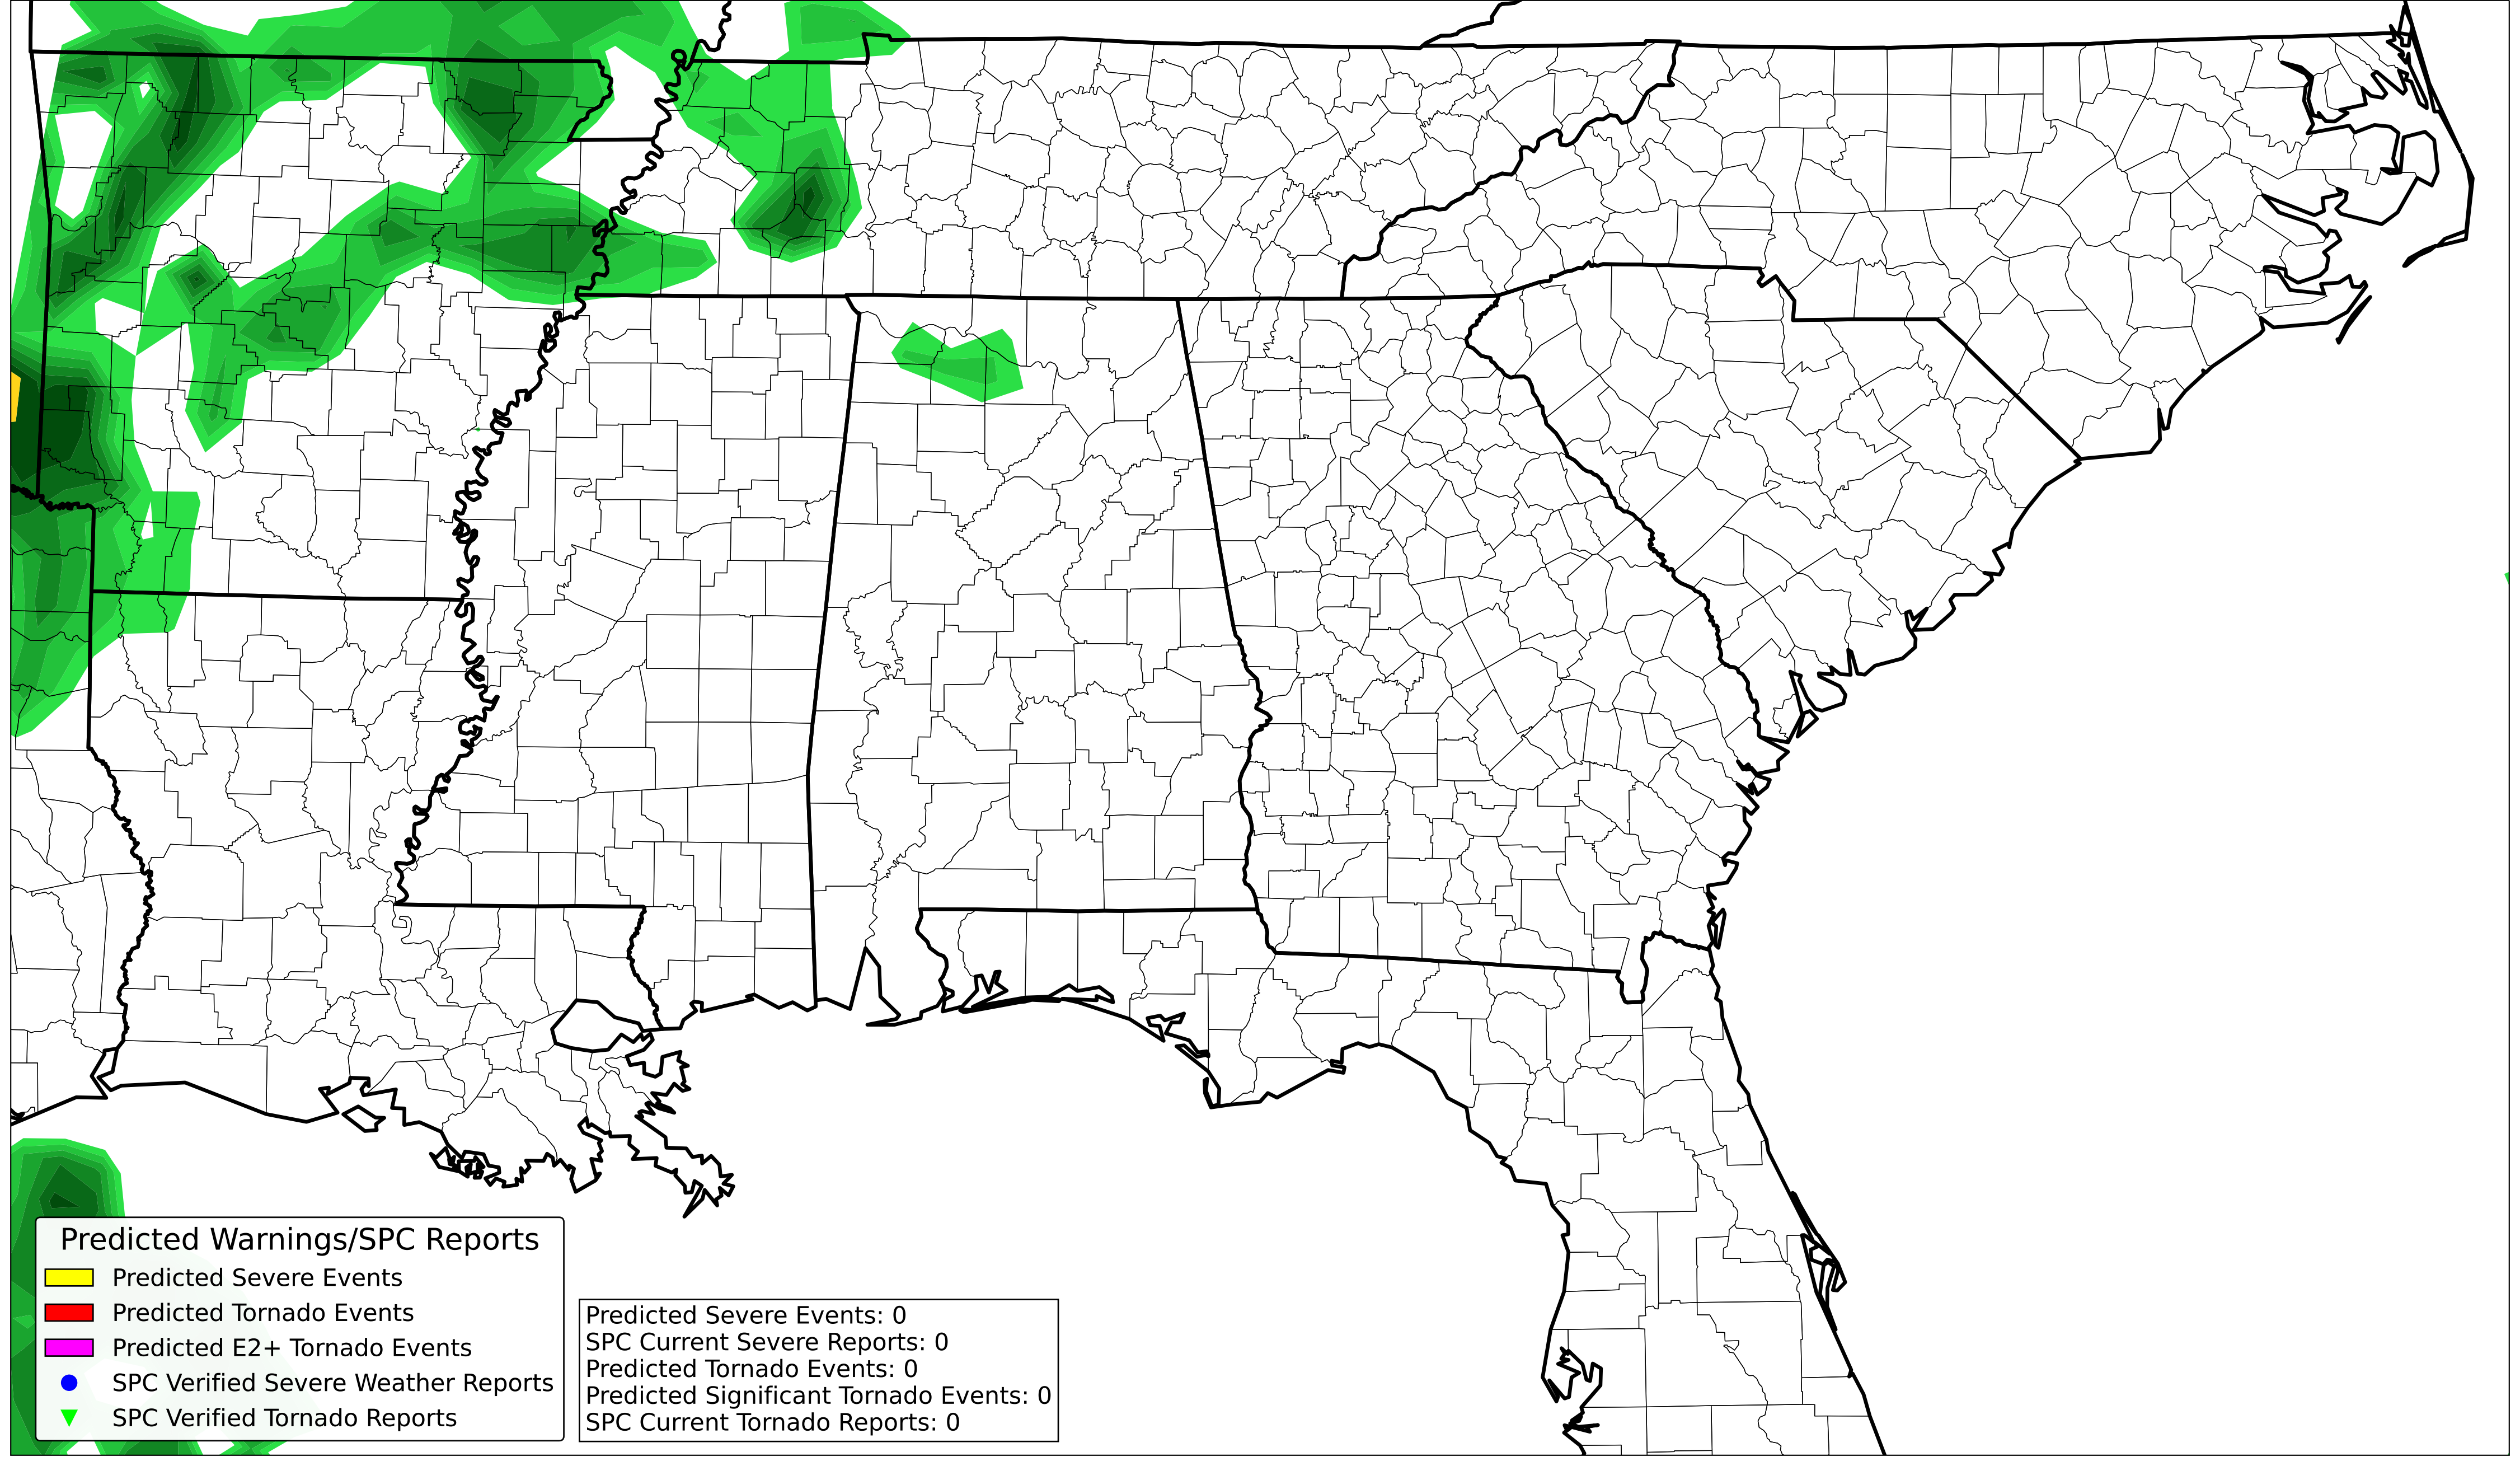 Predicted Warnings/SPC Reports
Predicted Severe Events
Predicted Tornado Events
Predicted E2+ Tornado Events
SPC Verified Severe Weather Reports
SPC Verified Tornado Reports
Predicted Severe Events: 0
SPC Current Severe Reports: 0
Predicted Tornado Events: 0
Predicted Significant Tornado Events: 0
SPC Current Tornado Reports: 0